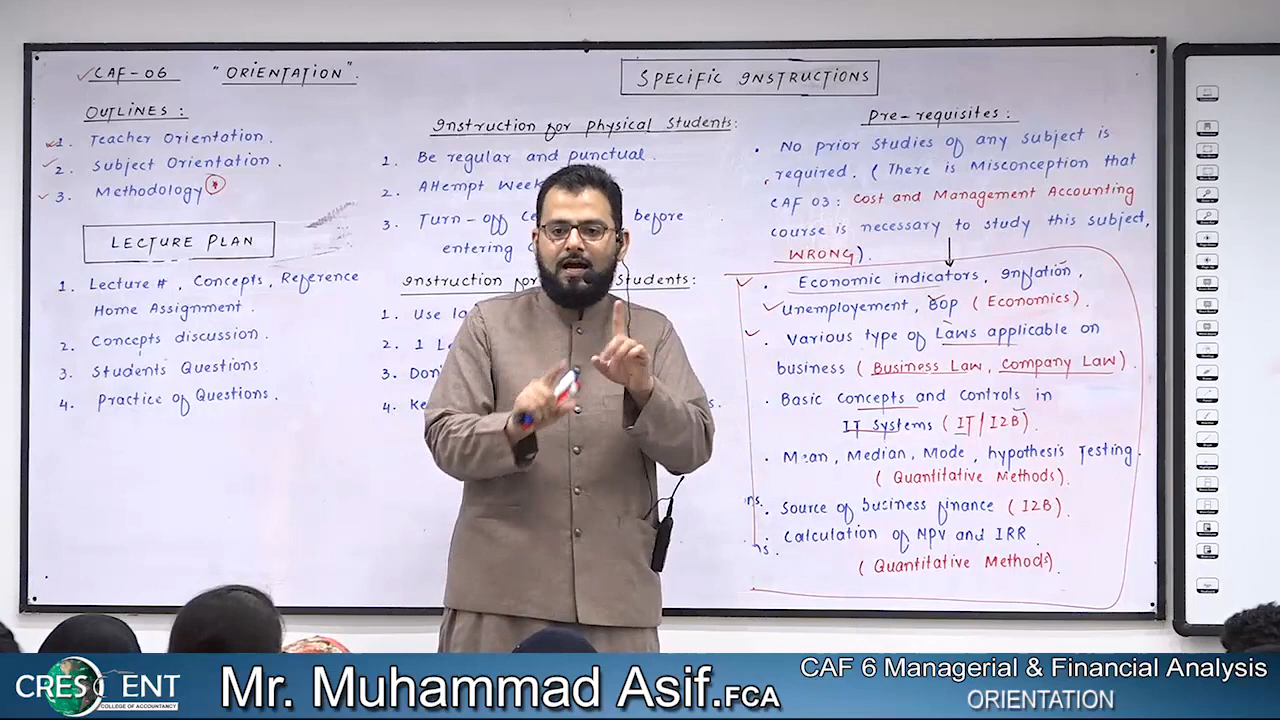 CAF-06 "ORIENTATION".
OUTLINES:
1. Teacher Orientation.
2. Subject Orientation.
3. Methodology *
LECTURE PLAN
1. Lecture #, Concepts, Reference
Home Assignment.
2. Concepts discussion.
3. Students Questions
4. Practice of Questions.
SPECIFIC INSTRUCTIONS
Instruction for Physical Students:
1. Be regular and punctual.
2. Attempt Week
3. Turn-off before
entering
Instruction for Students:
1. Use
2. 1
3. Don
4.
Pre-requisites:
• No prior studies of any subject is
required. (There is Misconception that
CAF 03: Cost and Management Accounting
course is necessary to study this subject,
WRONG).
• Economic indicators, Inflation,
Unemployement, BOP (Economics).
• Various type of Laws applicable on
business (Business Law, Company Law).
• Basic concepts and controls in
IT Systems (IT/I2B).
• Mean, Median, Mode, hypothesis Testing.
(Quantitative Methods).
ns. • Source of business finance (I2B).
ns. • Calculation of NPV and IRR.
(Quantitative Methods).
CRESCENT
COLLEGE OF ACCOUNTANCY
Mr. Muhammad Asif.FCA
CAF 6 Managerial & Financial Analysis
ORIENTATION